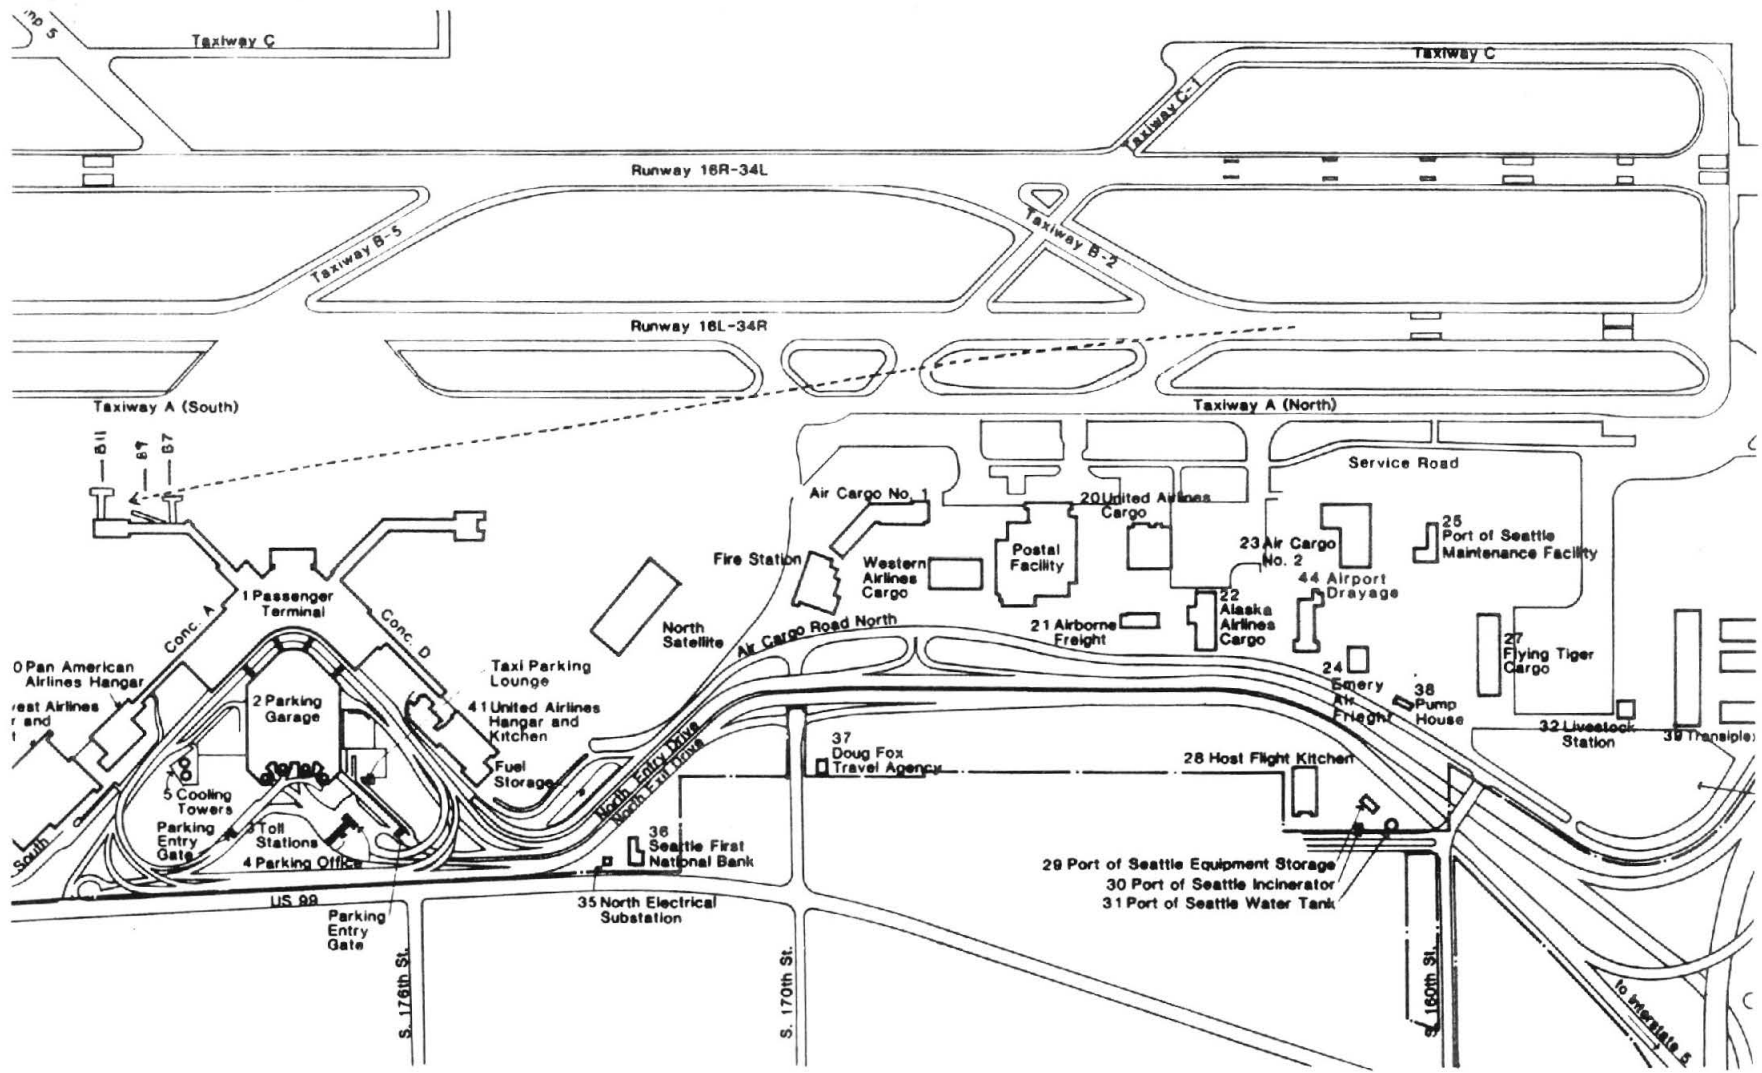 Taxiway C
Taxiway C
Taxiway C-1
Runway 16R-34L
Taxiway B-5
Taxiway B-2
Runway 16L-34R
Taxiway A (South)
Taxiway A (North)
B11
B9
B7
Service Road
Air Cargo No. 1
20 United Airlines
Cargo
Fire Station
Western
Airlines
Cargo
Postal
Facility
23 Air Cargo
No. 2
25
Port of Seattle
Maintenance Facility
44 Airport
Drayage
1 Passenger
Terminal
Conc. A
Conc. D
North
Satellite
Air Cargo Road North
21 Airborne
Freight
22
Alaska
Airlines
Cargo
27
Flying Tiger
Cargo
24
Emery
Air
Frieght
38
Pump
House
32 Livestock
Station
39 Transiplex
0 Pan American
Airlines Hangar
west Airlines
r and
t
2 Parking
Garage
Taxi Parking
Lounge
41 United Airlines
Hangar and
Kitchen
Fuel
Storage
North Entry Drive
North Exit Drive
37
Doug Fox
Travel Agency
28 Host Flight Kitchen
5 Cooling
Towers
Parking
Entry
Gate
3 Toll
Stations
4 Parking Office
South
36
Seattle First
National Bank
29 Port of Seattle Equipment Storage
30 Port of Seattle Incinerator
31 Port of Seattle Water Tank
US 99
Parking
Entry
Gate
35 North Electrical
Substation
S. 176th St.
S. 170th St.
S. 160th St.
to Interstate 5